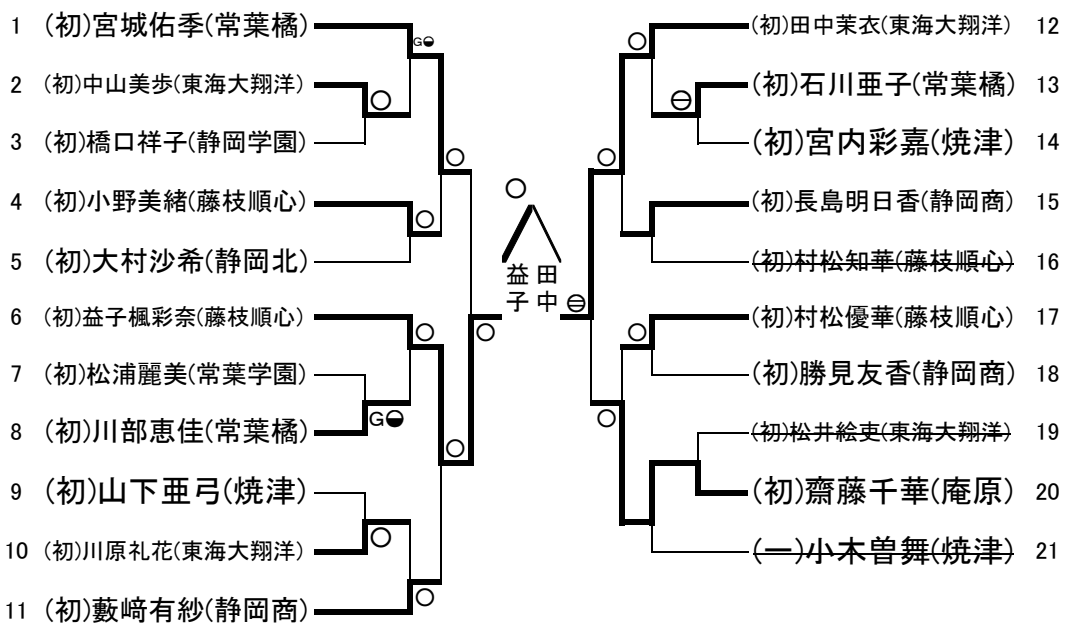 1 (初)宮城佑季(常葉橘)
2 (初)中山美歩(東海大翔洋)
3 (初)橋口祥子(静岡学園)
4 (初)小野美緒(藤枝順心)
5 (初)大村沙希(静岡北)
6 (初)益子楓彩奈(藤枝順心)
7 (初)松浦麗美(常葉学園)
8 (初)川部恵佳(常葉橘)
9 (初)山下亜弓(焼津)
10 (初)川原礼花(東海大翔洋)
11 (初)藪﨑有紗(静岡商)
G
G
益子
田中
(初)田中茉衣(東海大翔洋) 12
(初)石川亜子(常葉橘) 13
(初)宮内彩嘉(焼津) 14
(初)長島明日香(静岡商) 15
(初)村松知華(藤枝順心) 16
(初)村松優華(藤枝順心) 17
(初)勝見友香(静岡商) 18
(初)松井絵吏(東海大翔洋) 19
(初)齋藤千華(庵原) 20
(一)小木曽舞(焼津) 21